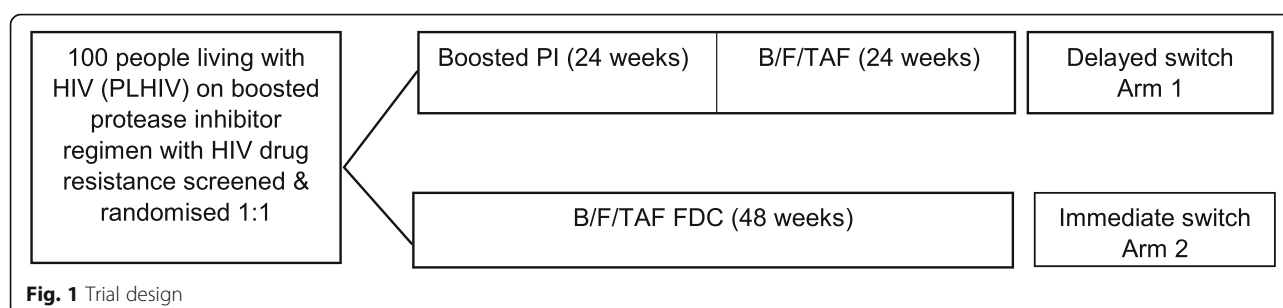 100 people living with
HIV (PLHIV) on boosted
protease inhibitor
regimen with HIV drug
resistance screened &
randomised 1:1
Boosted PI (24 weeks)
B/F/TAF (24 weeks)
Delayed switch
Arm 1
B/F/TAF FDC (48 weeks)
Immediate switch
Arm 2
Fig. 1 Trial design